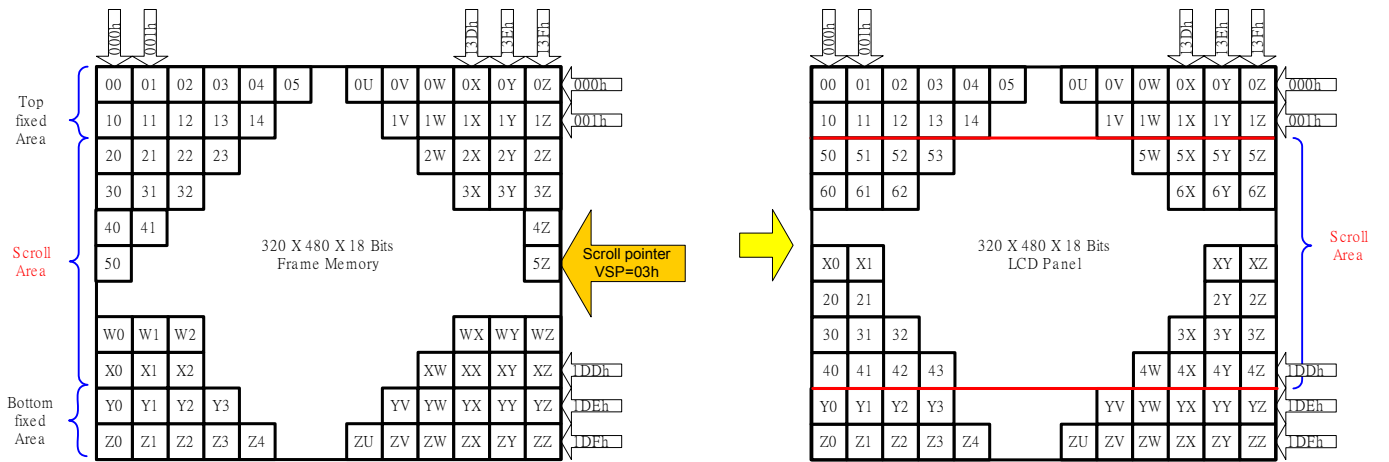 000h 001h 13Dh 13Eh 13Fh 000h 001h 13Dh 13Eh 13Fh
00 01 02 03 04 05 0U 0V 0W 0X 0Y 0Z 000h 00 01 02 03 04 05 0U 0V 0W 0X 0Y 0Z 000h
Top
fixed
Area
10 11 12 13 14 1V 1W 1X 1Y 1Z 001h 10 11 12 13 14 1V 1W 1X 1Y 1Z 001h
20 21 22 23 2W 2X 2Y 2Z 50 51 52 53 5W 5X 5Y 5Z
30 31 32 3X 3Y 3Z 60 61 62 6X 6Y 6Z
40 41 4Z
Scroll
Area
320 X 480 X 18 Bits
Frame Memory
Scroll pointer
VSP=03h
320 X 480 X 18 Bits
LCD Panel
Scroll
Area
50 5Z X0 X1 XY XZ
20 21 2Y 2Z
W0 W1 W2 WX WY WZ 30 31 32 3X 3Y 3Z
X0 X1 X2 XW XX XY XZ 1DDh 40 41 42 43 4W 4X 4Y 4Z 1DDh
Bottom
fixed
Area
Y0 Y1 Y2 Y3 YV YW YX YY YZ 1DEh Y0 Y1 Y2 Y3 YV YW YX YY YZ 1DEh
Z0 Z1 Z2 Z3 Z4 ZU ZV ZW ZX ZY ZZ 1DFh Z0 Z1 Z2 Z3 Z4 ZU ZV ZW ZX ZY ZZ 1DFh